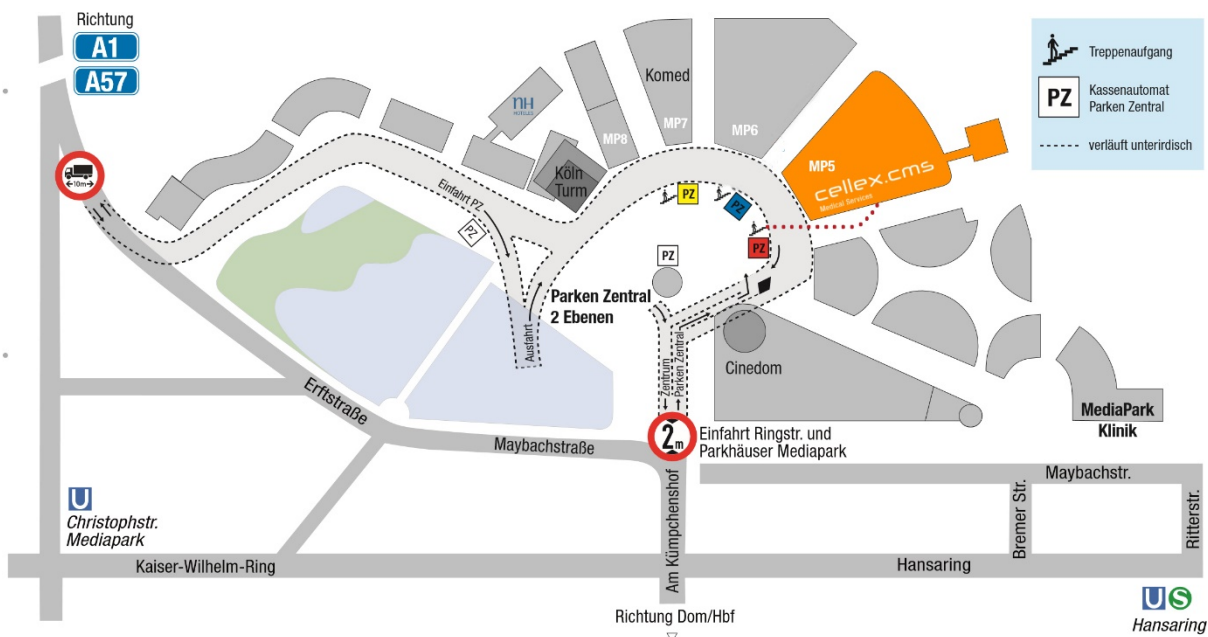 Richtung
A1
A57
10m
nH
HOTELES
Komed
MP8
MP7
MP6
MP5
cellex.cms
Medical Services
Köln
Turm
Treppenaufgang
PZ
Kassenautomat
Parken Zentral
verläuft unterirdisch
Einfahrt PZ
PZ
PZ
PZ
PZ
PZ
Parken Zentral
2 Ebenen
Ausfahrt
Zentrum
Parken Zentral
Cinedom
MediaPark
Klinik
Erftstraße
Maybachstraße
2m
Einfahrt Ringstr. und
Parkhäuser Mediapark
Maybachstr.
Bremer Str.
Ritterstr.
Am Kümpchenshof
U
Christophstr.
Mediapark
Kaiser-Wilhelm-Ring
Hansaring
Richtung Dom/Hbf
U S
Hansaring